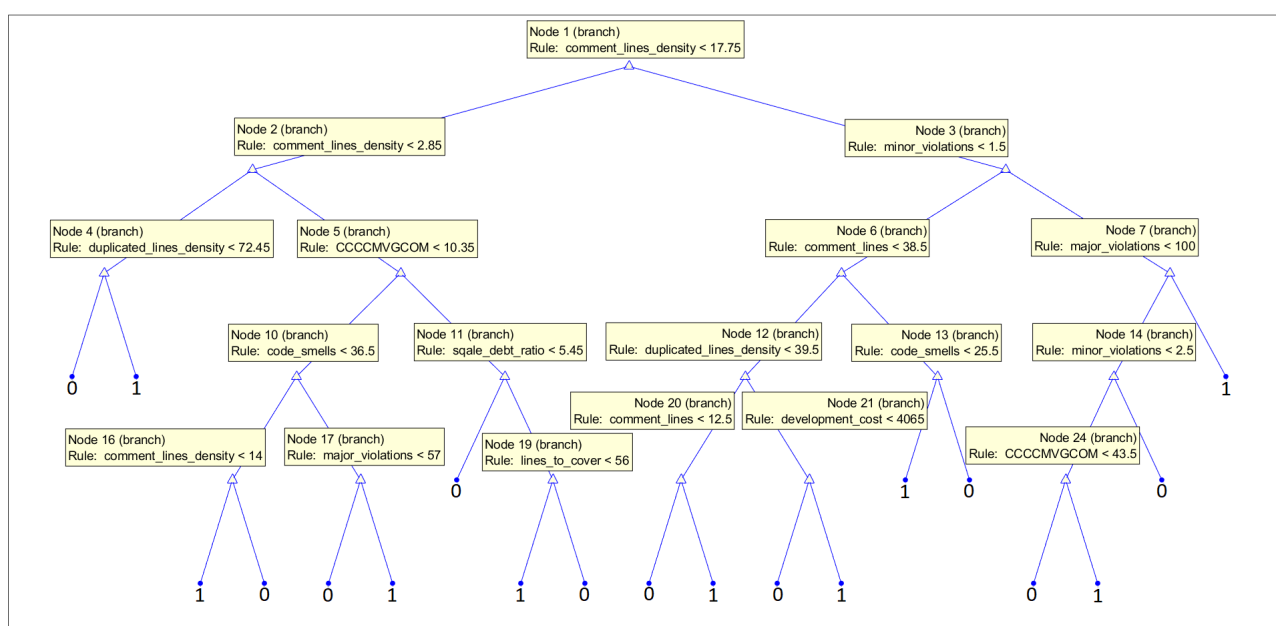 Node 1 (branch)
Rule: comment_lines_density < 17.75
Node 2 (branch)
Rule: comment_lines_density < 2.85
Node 3 (branch)
Rule: minor_violations < 1.5
Node 4 (branch)
Rule: duplicated_lines_density < 72.45
Node 5 (branch)
Rule: CCCCMVGCOM < 10.35
Node 6 (branch)
Rule: comment_lines < 38.5
Node 7 (branch)
Rule: major_violations < 100
Node 10 (branch)
Rule: code_smells < 36.5
Node 11 (branch)
Rule: sqale_debt_ratio < 5.45
Node 12 (branch)
Rule: duplicated_lines_density < 39.5
Node 13 (branch)
Rule: code_smells < 25.5
Node 14 (branch)
Rule: minor_violations < 2.5
0
1
1
Node 16 (branch)
Rule: comment_lines_density < 14
Node 17 (branch)
Rule: major_violations < 57
Node 19 (branch)
Rule: lines_to_cover < 56
Node 20 (branch)
Rule: comment_lines < 12.5
Node 21 (branch)
Rule: development_cost < 4065
Node 24 (branch)
Rule: CCCCMVGCOM < 43.5
0
1
0
0
1
0
0
1
1
0
0
1
0
1
0
1